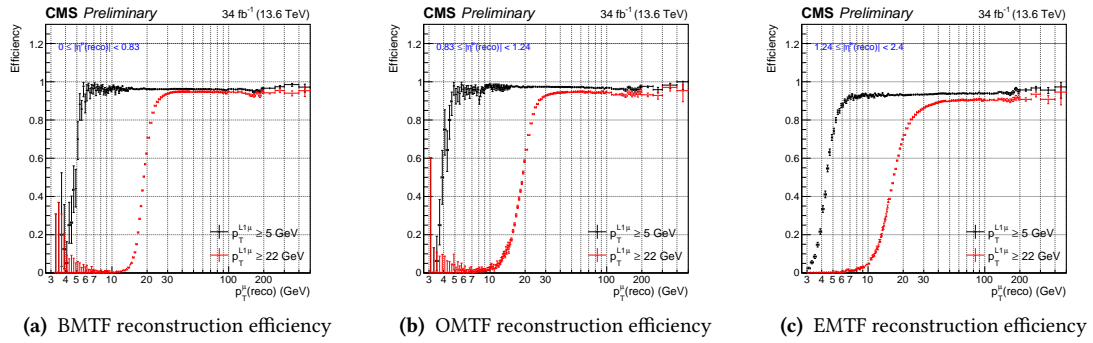 CMS Preliminary 34 fb⁻¹ (13.6 TeV)
Efficiency
0 ≤ |η^μ(reco)| < 0.83
1.2
1
0.8
0.6
0.4
0.2
0
p_T^L1μ ≥ 5 GeV
p_T^L1μ ≥ 22 GeV
3 4 5 6 7 10 20 30 100 200
p_T^μ(reco) (GeV)
(a) BMTF reconstruction efficiency
CMS Preliminary 34 fb⁻¹ (13.6 TeV)
Efficiency
0.83 ≤ |η^μ(reco)| < 1.24
1.2
1
0.8
0.6
0.4
0.2
0
p_T^L1μ ≥ 5 GeV
p_T^L1μ ≥ 22 GeV
3 4 5 6 7 10 20 30 100 200
p_T^μ(reco) (GeV)
(b) OMTF reconstruction efficiency
CMS Preliminary 34 fb⁻¹ (13.6 TeV)
Efficiency
1.24 ≤ |η^μ(reco)| < 2.4
1.2
1
0.8
0.6
0.4
0.2
0
p_T^L1μ ≥ 5 GeV
p_T^L1μ ≥ 22 GeV
3 4 5 6 7 10 20 30 100 200
p_T^μ(reco) (GeV)
(c) EMTF reconstruction efficiency